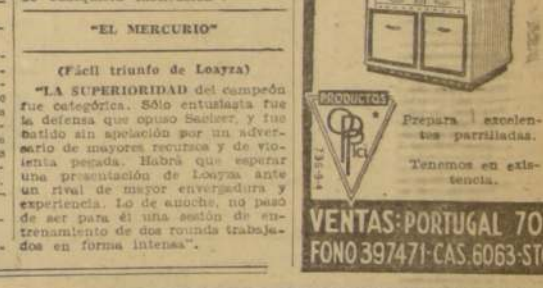 "EL MERCURIO"
(Fácil triunfo de Loayza)
"LA SUPERIORIDAD del campeón
fue categórica. Sólo entusiasta fue
la defensa que opuso y fue
batido sin apelación por un adver-
sario de mayores recursos y de vio-
lenta pegada. Habrá que esperar
una presentación de Loayza ante
un rival de mayor envergadura y
experiencia. Lo de anoche, no pasó
de ser para él una sesión de en-
trenamiento de dos rounds trabaja-
dos en forma intensa".
PRODUCTOS
Prepara excelen-
tes parrilladas.
Tenemos en exis-
tencia.
VENTAS: PORTUGAL 70
FONO 397471-CAS. 6063-ST